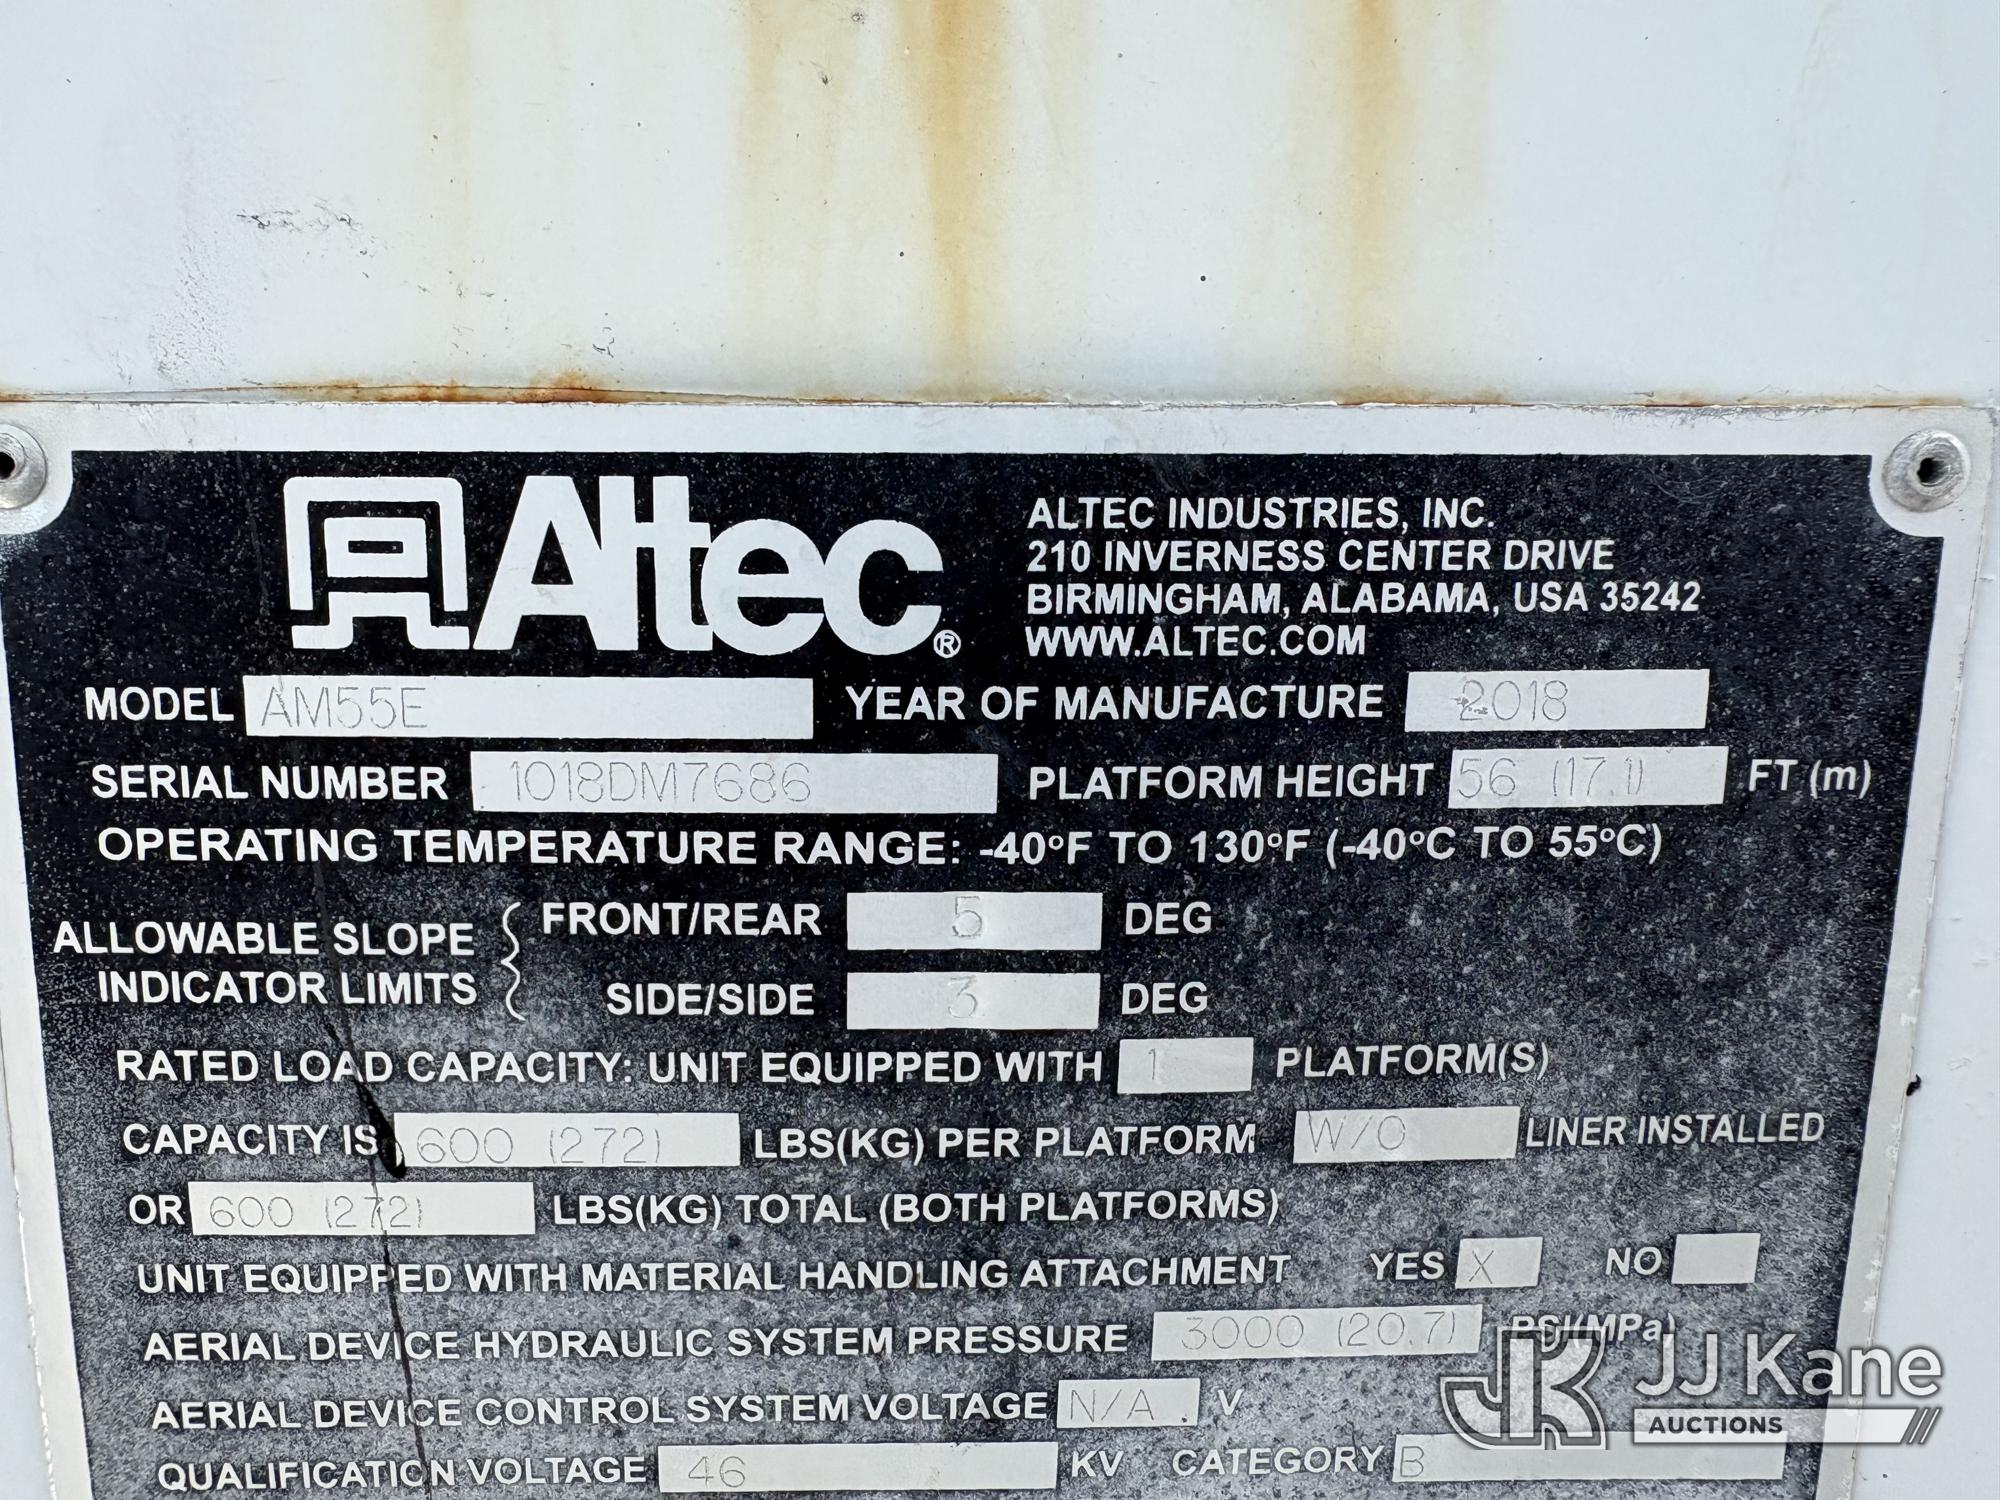 Altec®
ALTEC INDUSTRIES, INC.
210 INVERNESS CENTER DRIVE
BIRMINGHAM, ALABAMA, USA 35242
WWW.ALTEC.COM
MODEL AM55E YEAR OF MANUFACTURE 2018
SERIAL NUMBER 1018DM7686 PLATFORM HEIGHT 56 (17.1) FT (m)
OPERATING TEMPERATURE RANGE: -40°F TO 130°F (-40°C TO 55°C)
ALLOWABLE SLOPE
INDICATOR LIMITS
FRONT/REAR 5 DEG
SIDE/SIDE 3 DEG
RATED LOAD CAPACITY: UNIT EQUIPPED WITH 1 PLATFORM(S)
CAPACITY IS 600 (272) LBS(KG) PER PLATFORM W/O LINER INSTALLED
OR 600 (272) LBS(KG) TOTAL (BOTH PLATFORMS)
UNIT EQUIPPED WITH MATERIAL HANDLING ATTACHMENT YES X NO
AERIAL DEVICE HYDRAULIC SYSTEM PRESSURE 3000 (20.7) PSI(MPa)
AERIAL DEVICE CONTROL SYSTEM VOLTAGE N/A V
QUALIFICATION VOLTAGE 46 KV CATEGORY B
JK JJ Kane
AUCTIONS